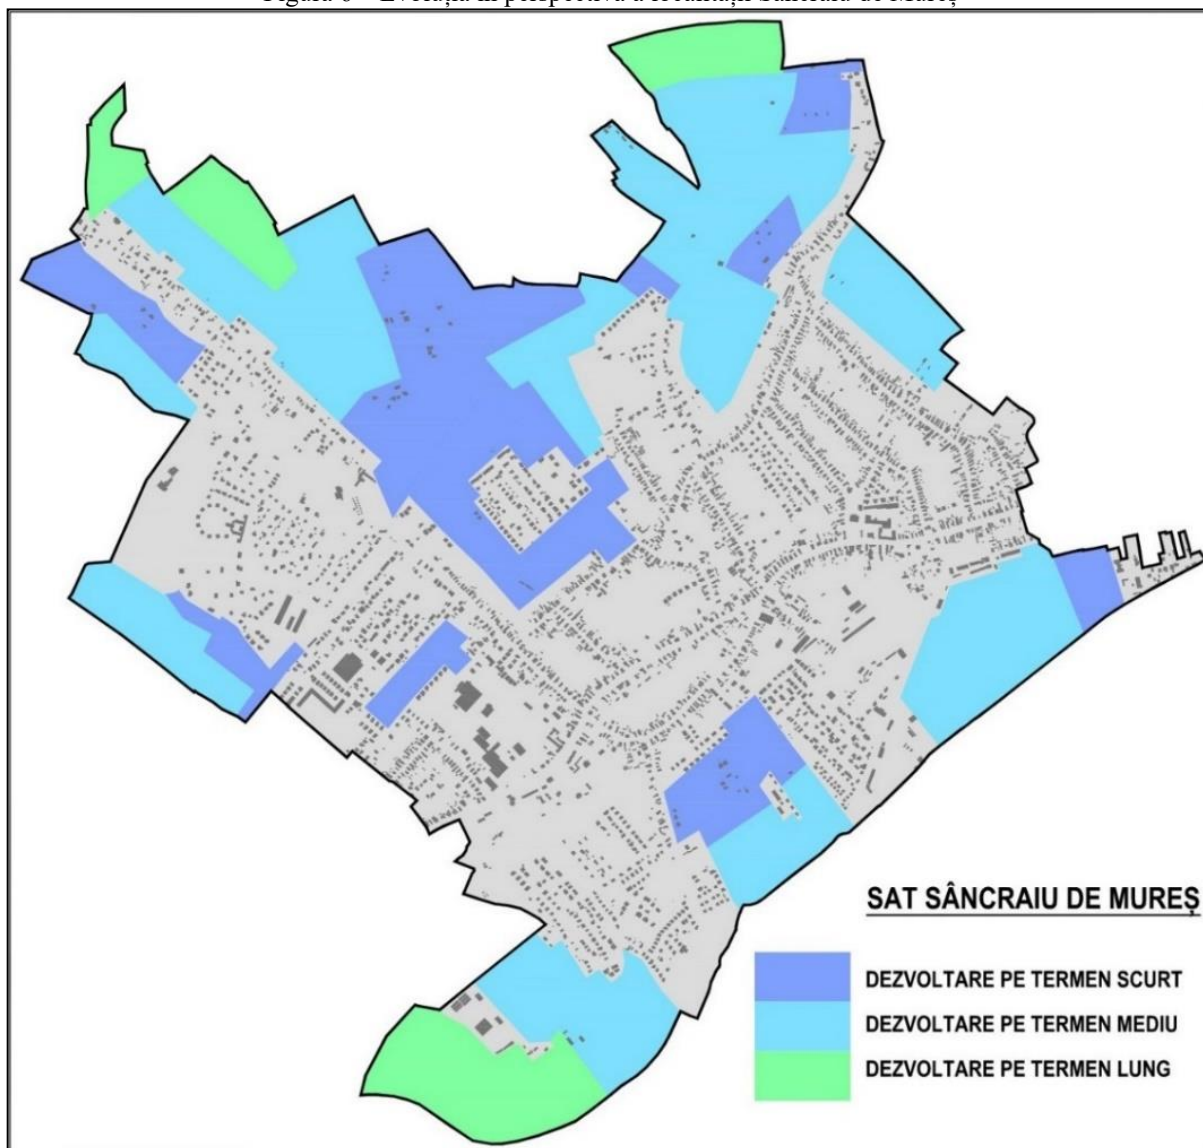 SAT SÂNCRAIU DE MUREȘ
DEZVOLTARE PE TERMEN SCURT
DEZVOLTARE PE TERMEN MEDIU
DEZVOLTARE PE TERMEN LUNG